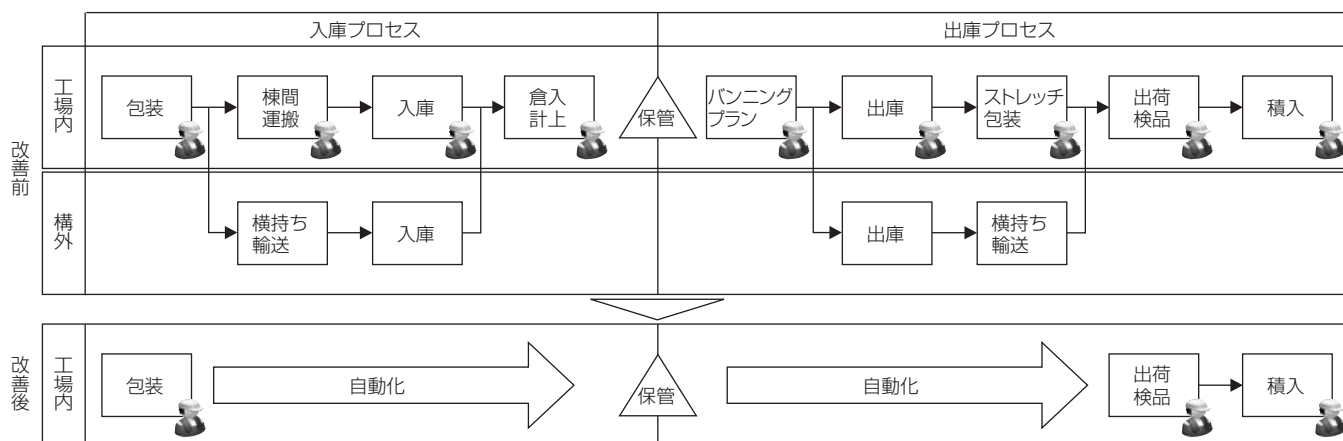 入庫プロセス
出庫プロセス
改善前
工場内
包装
棟間
運搬
入庫
倉入
計上
保管
バンニング
プラン
出庫
ストレッチ
包装
出荷
検品
積入
構外
横持ち
輸送
入庫
出庫
横持ち
輸送
改善後
工場内
包装
自動化
保管
自動化
出荷
検品
積入